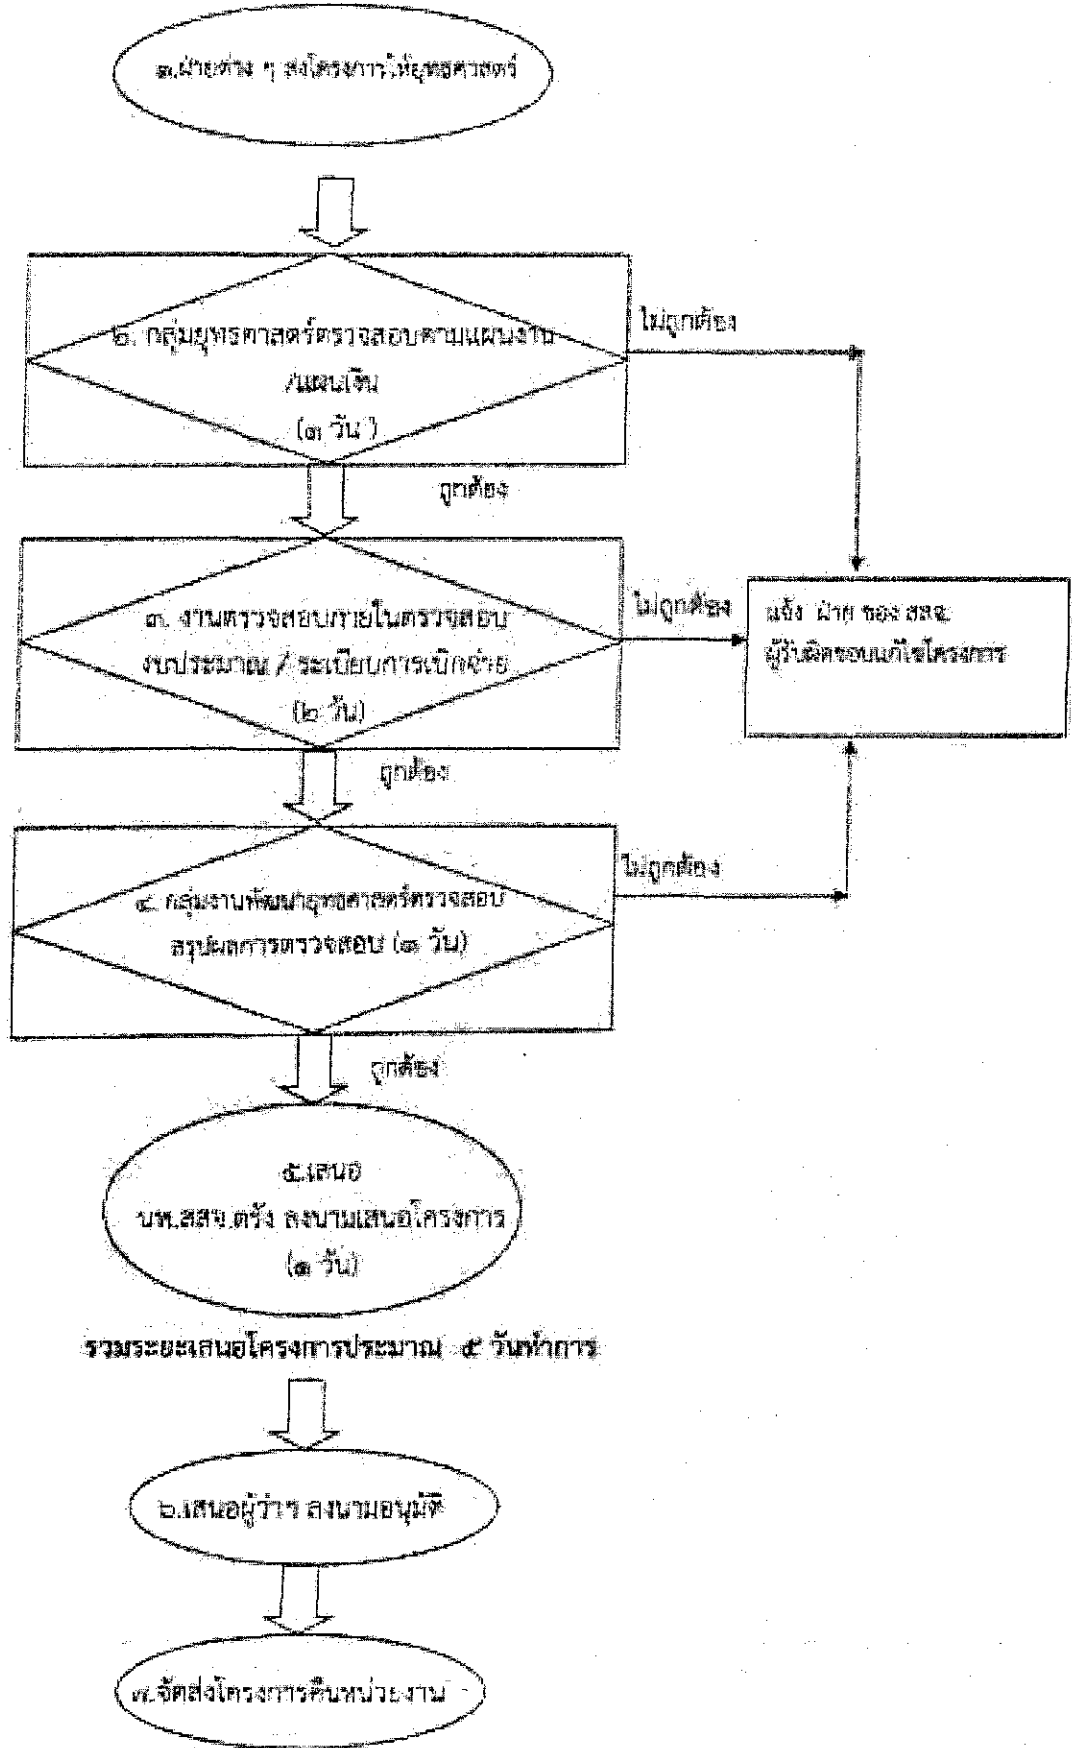 ๑.ฝ่ายต่าง ๆ ส่งโครงการให้ยุทธศาสตร์
๒. กลุ่มยุทธศาสตร์ตรวจสอบตามแผนงาน
/แผนเงิน
(๑ วัน )
ไม่ถูกต้อง
ถูกต้อง
๓. งานตรวจสอบภายในตรวจสอบ
งบประมาณ / ระเบียบการเบิกจ่าย
(๒ วัน)
ไม่ถูกต้อง
แจ้ง ฝ่าย ของ สสจ.
ผู้รับผิดชอบแก้ไขโครงการ
ถูกต้อง
๔. กลุ่มงานพัฒนายุทธศาสตร์ตรวจสอบ
สรุปผลการตรวจสอบ (๑ วัน)
ไม่ถูกต้อง
ถูกต้อง
๕.เสนอ
นพ.สสจ.ตรัง ลงนามเสนอโครงการ
(๑ วัน)
รวมระยะเสนอโครงการประมาณ ๕ วันทำการ
๖.เสนอผู้ว่าฯ ลงนามอนุมัติ
๗.จัดส่งโครงการคืนหน่วยงาน